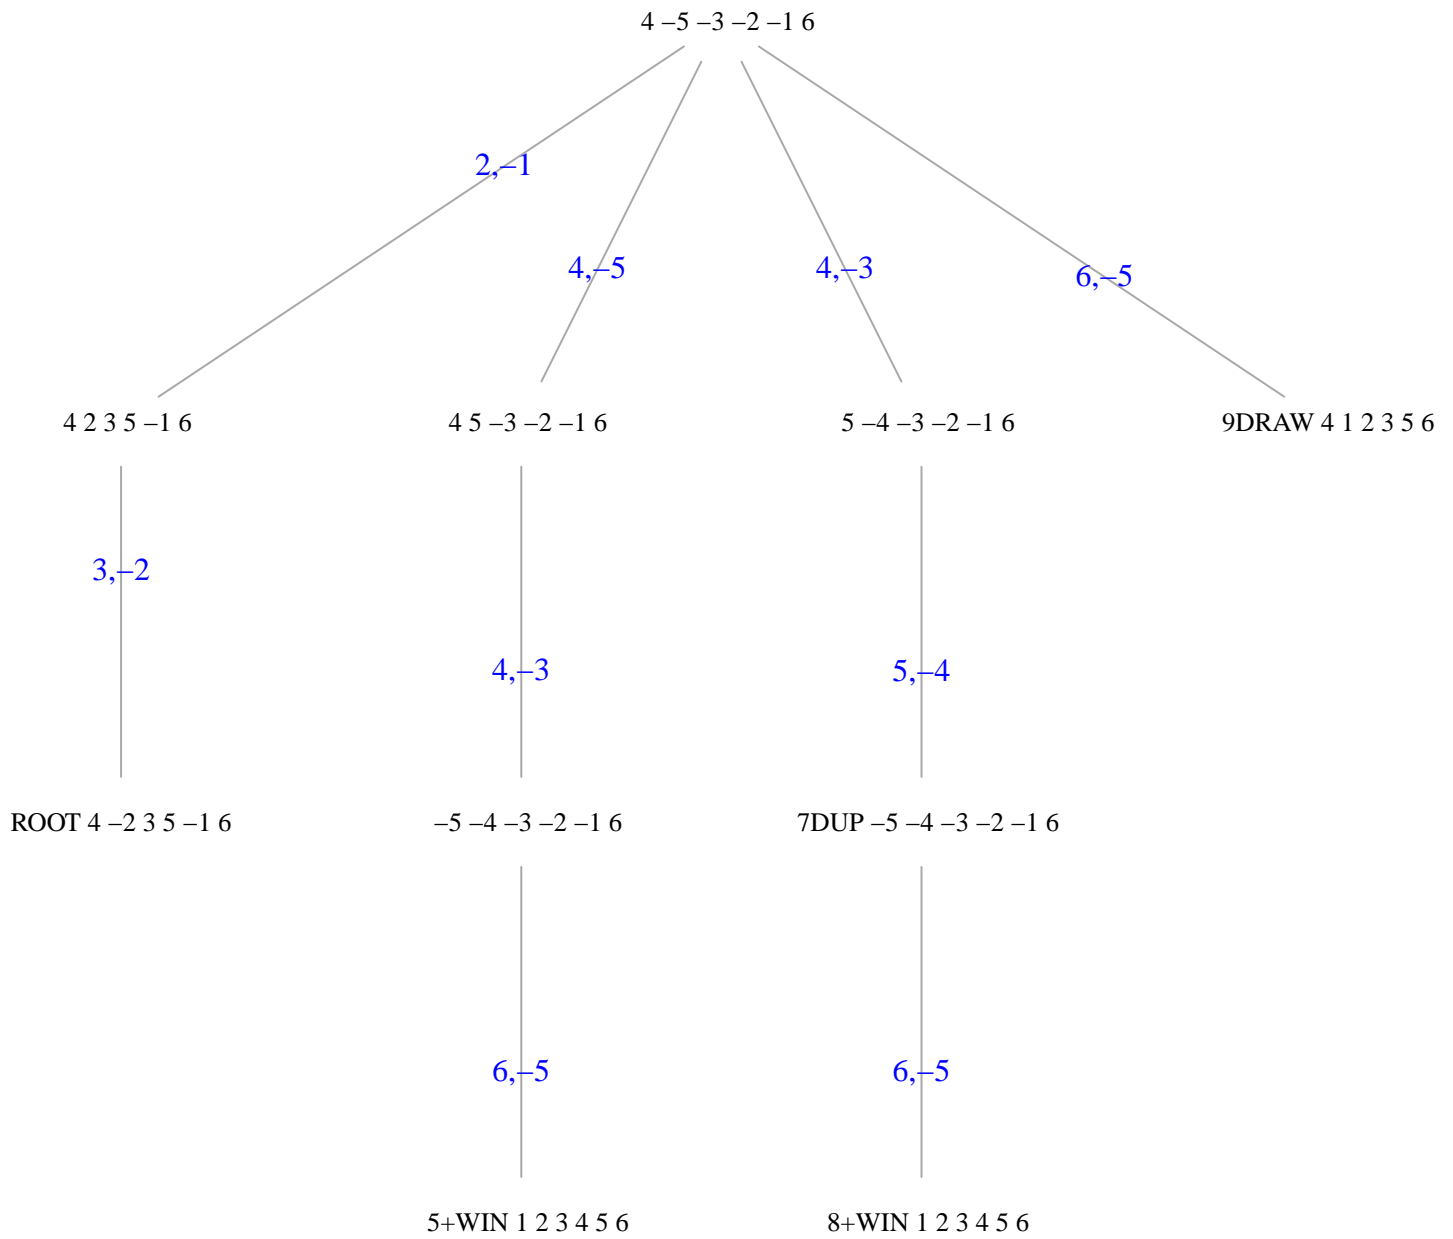 4 –5 –3 –2 –1 6
2,–1
4,–5
4,–3
6,–5
4 2 3 5 –1 6
4 5 –3 –2 –1 6
5 –4 –3 –2 –1 6
9DRAW 4 1 2 3 5 6
3,–2
4,–3
5,–4
ROOT 4 –2 3 5 –1 6
–5 –4 –3 –2 –1 6
7DUP –5 –4 –3 –2 –1 6
6,–5
6,–5
5+WIN 1 2 3 4 5 6
8+WIN 1 2 3 4 5 6